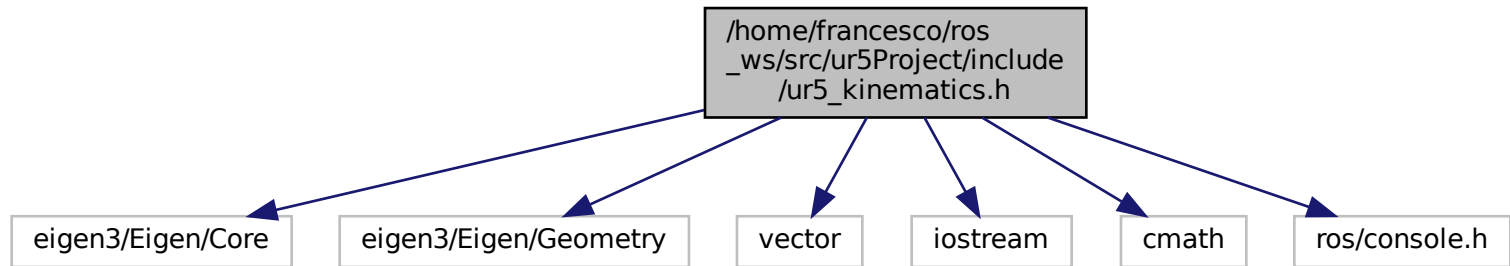 /home/francesco/ros
_ws/src/ur5Project/include
/ur5_kinematics.h
eigen3/Eigen/Core
eigen3/Eigen/Geometry
vector
iostream
cmath
ros/console.h